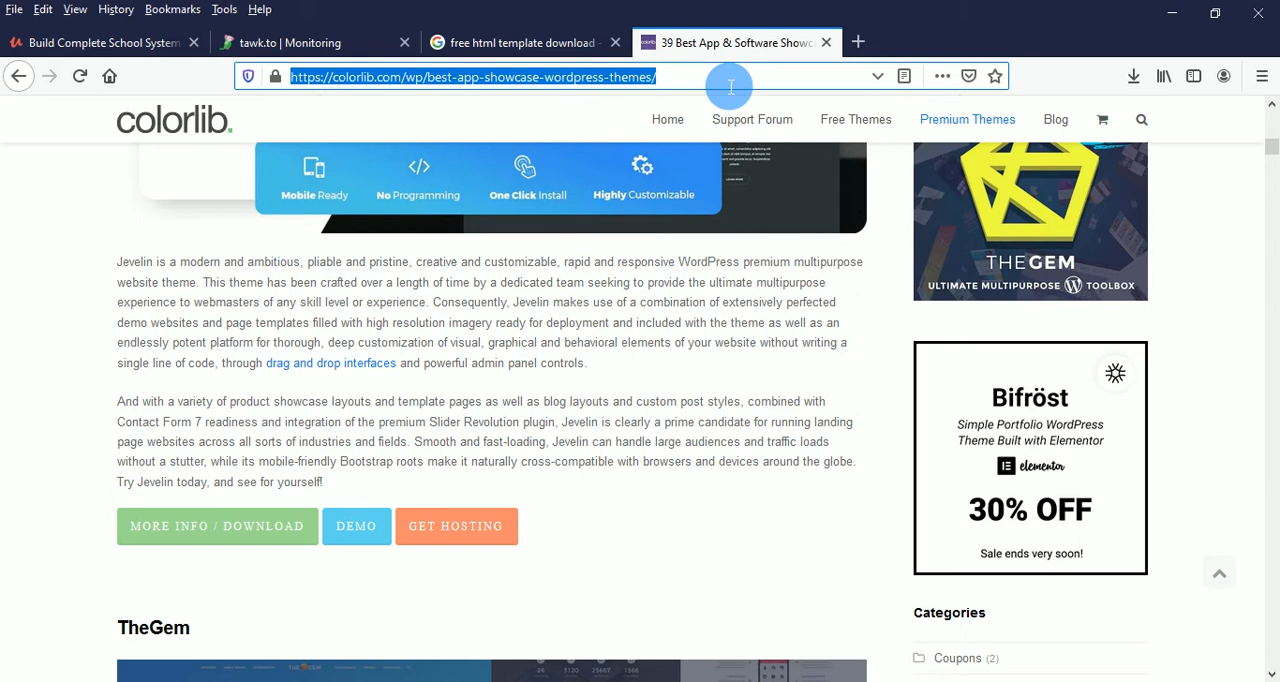 File Edit View History Bookmarks Tools Help
Build Complete School System
tawk.to | Monitoring
free html template download -
39 Best App & Software Showc
https://colorlib.com/wp/best-app-showcase-wordpress-themes/
colorlib.
Home Support Forum Free Themes Premium Themes Blog
Mobile Ready No Programming One Click Install Highly Customizable
Jevelin is a modern and ambitious, pliable and pristine, creative and customizable, rapid and responsive WordPress premium multipurpose
website theme. This theme has been crafted over a length of time by a dedicated team seeking to provide the ultimate multipurpose
experience to webmasters of any skill level or experience. Consequently, Jevelin makes use of a combination of extensively perfected
demo websites and page templates filled with high resolution imagery ready for deployment and included with the theme as well as an
endlessly potent platform for thorough, deep customization of visual, graphical and behavioral elements of your website without writing a
single line of code, through drag and drop interfaces and powerful admin panel controls.
And with a variety of product showcase layouts and template pages as well as blog layouts and custom post styles, combined with
Contact Form 7 readiness and integration of the premium Slider Revolution plugin, Jevelin is clearly a prime candidate for running landing
page websites across all sorts of industries and fields. Smooth and fast-loading, Jevelin can handle large audiences and traffic loads
without a stutter, while its mobile-friendly Bootstrap roots make it naturally cross-compatible with browsers and devices around the globe.
Try Jevelin today, and see for yourself!
MORE INFO / DOWNLOAD
DEMO
GET HOSTING
TheGem
THEGEM
ULTIMATE MULTIPURPOSE TOOLBOX
Bifröst
Simple Portfolio WordPress
Theme Built with Elementor
elementor
30% OFF
Sale ends very soon!
Categories
Coupons (2)